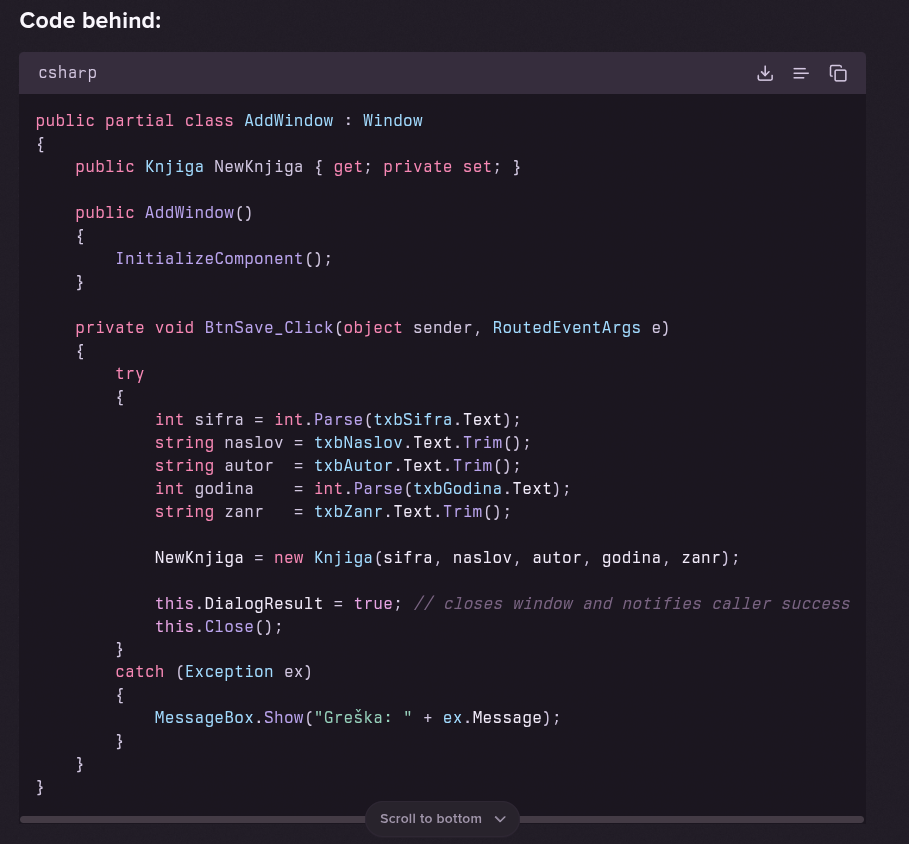 Code behind:
csharp
public partial class AddWindow : Window
{
    public Knjiga NewKnjiga { get; private set; }

    public AddWindow()
    {
        InitializeComponent();
    }

    private void BtnSave_Click(object sender, RoutedEventArgs e)
    {
        try
        {
            int sifra = int.Parse(txbSifra.Text);
            string naslov = txbNaslov.Text.Trim();
            string autor  = txbAutor.Text.Trim();
            int godina    = int.Parse(txbGodina.Text);
            string zanr   = txbZanr.Text.Trim();

            NewKnjiga = new Knjiga(sifra, naslov, autor, godina, zanr);

            this.DialogResult = true; // closes window and notifies caller success
            this.Close();
        }
        catch (Exception ex)
        {
            MessageBox.Show("Greška: " + ex.Message);
        }
    }
}
Scroll to bottom